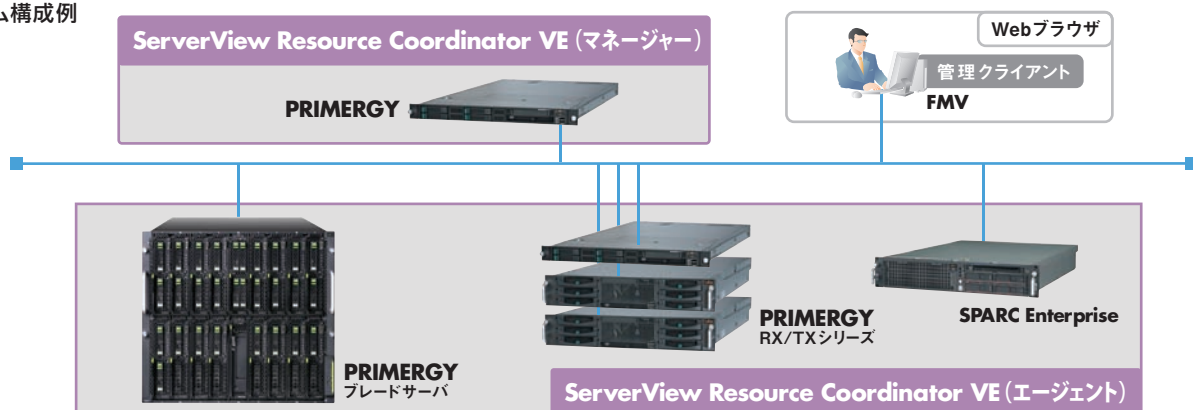 ム構成例
ServerView Resource Coordinator VE（マネージャー）
PRIMERGY
Webブラウザ
管理クライアント
FMV
PRIMERGY
ブレードサーバ
PRIMERGY
RX/TXシリーズ
SPARC Enterprise
ServerView Resource Coordinator VE（エージェント）